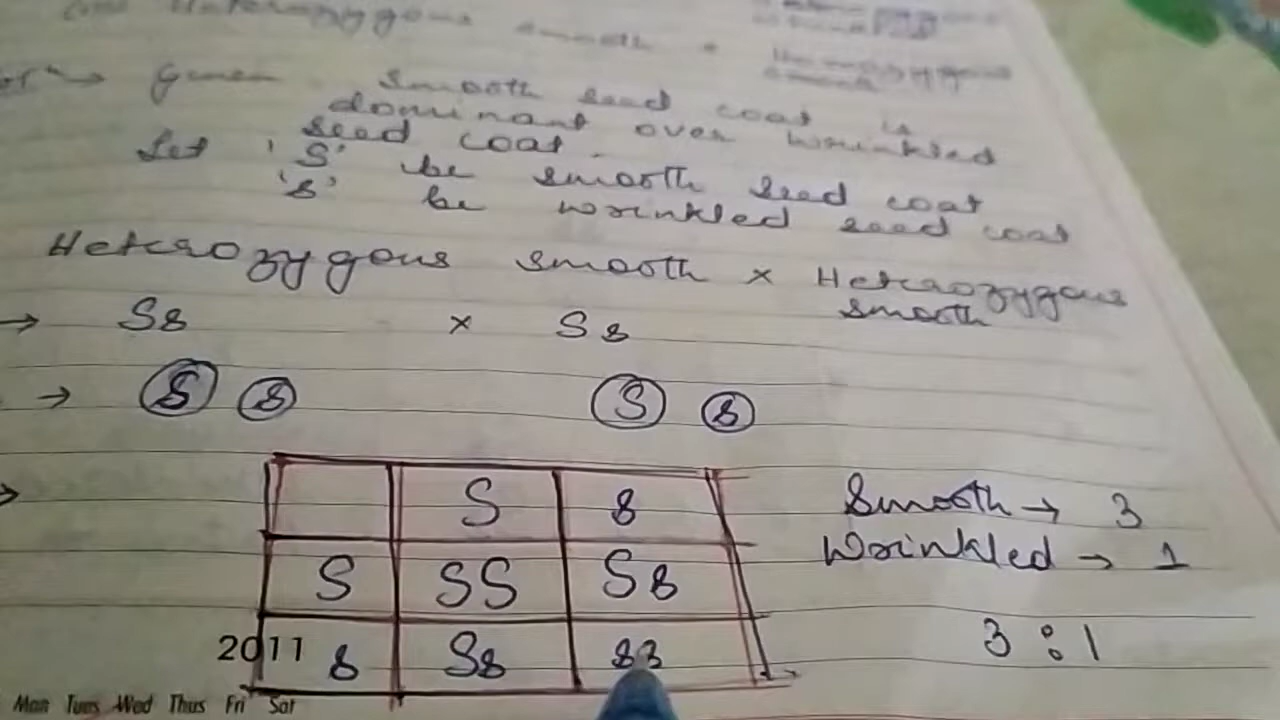 Heterozygous smooth ×
Given Smooth seed coat is
dominant over wrinkled
seed coat.
Let 'S' be smooth seed coat
's' be wrinkled seed coat
Heterozygous smooth × Heterozygous
smooth
→ Ss × Ss
→ S s S s
→ S s
S SS Ss
s Ss ss
Smooth → 3
Wrinkled → 1
3 : 1
2011
Mon Tues Wed Thus Fri Sat